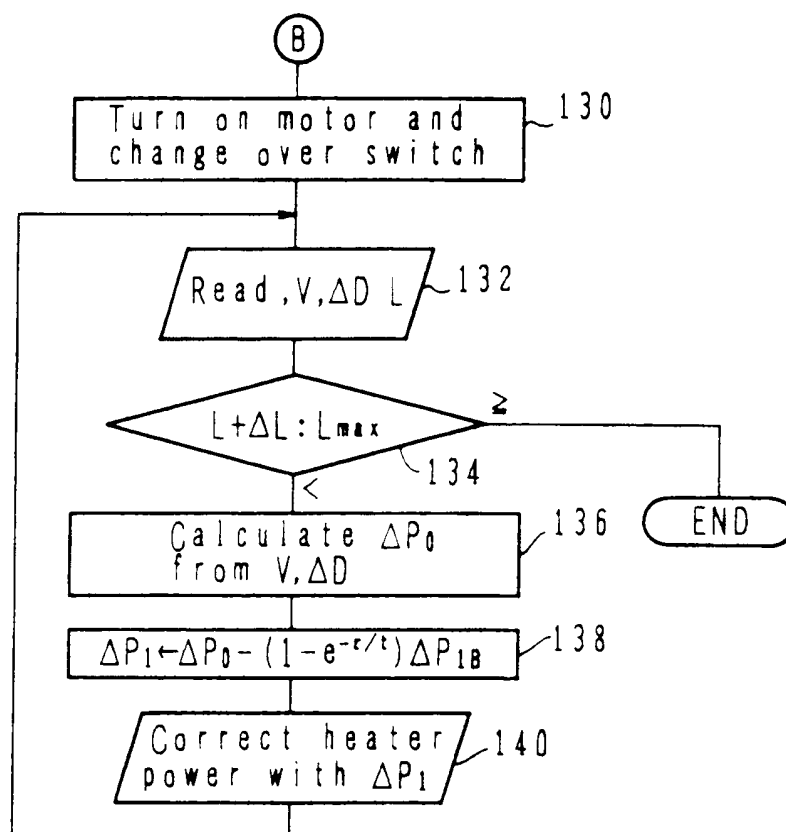 B
Turn on motor and
change over switch
130
Read ,V,ΔD L
132
L+ΔL:Lmax
≧
134
<
END
Calculate ΔP₀
from V,ΔD
136
ΔP₁←ΔP₀-(1-e^-τ/t)ΔP₁B
138
Correct heater
power with ΔP₁
140